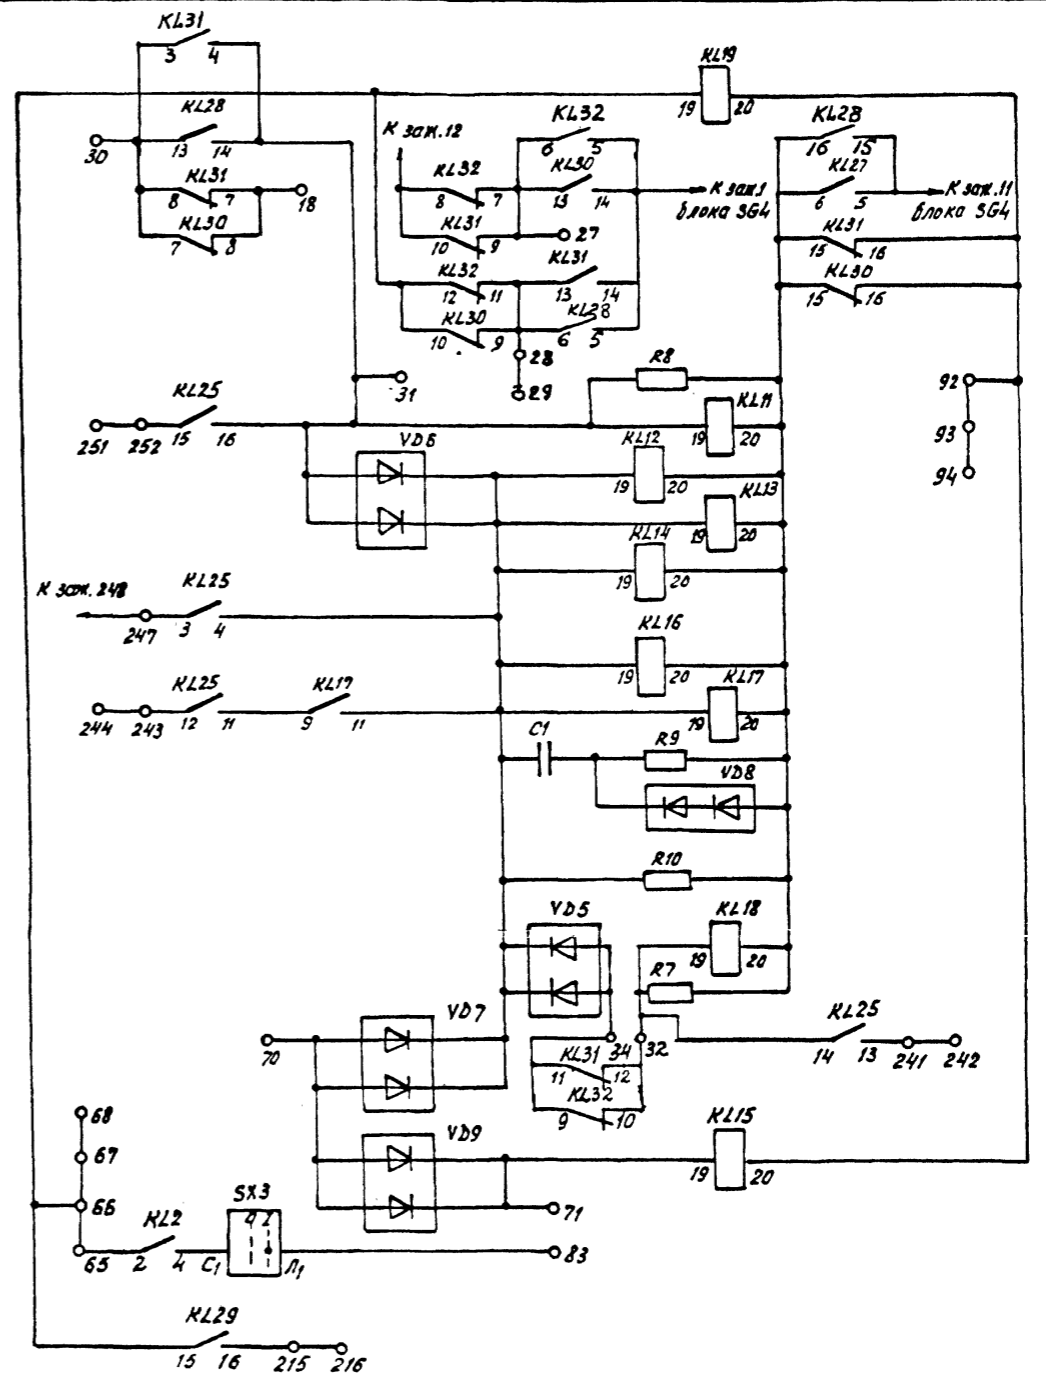 KL31
3 4
KL19
19 20
KL28
13 14
30
KL31
8 7
18
KL30
7 8
К заж.12
KL32
6 5
KL32
8 7
KL30
13 14
К заж.1
блока SG4
KL28
16 15
KL27
6 5
К заж.11
блока SG4
KL31
10 9
27
KL31
15 16
KL32
12 11
KL31
13 14
KL30
15 16
KL30
10 9
KL28
6 5
28
29
31
R8
92
93
94
KL25
251 252 15 16
KL11
19 20
VD6
KL12
19 20
KL13
19 20
KL14
19 20
К заж.248
KL25
247 3 4
KL16
19 20
KL25
244 243 12 11
KL17
9 11
KL17
19 20
C1
R9
VD8
R10
VD5
KL18
19 20
R7
VD7
70
34 32
KL31
11 12
KL32
9 10
KL25
14 13 241 242
68
67
66
65
VD9
KL15
19 20
71
KL2
2 4
SX3
C1 Л1
83
KL29
15 16 215 216